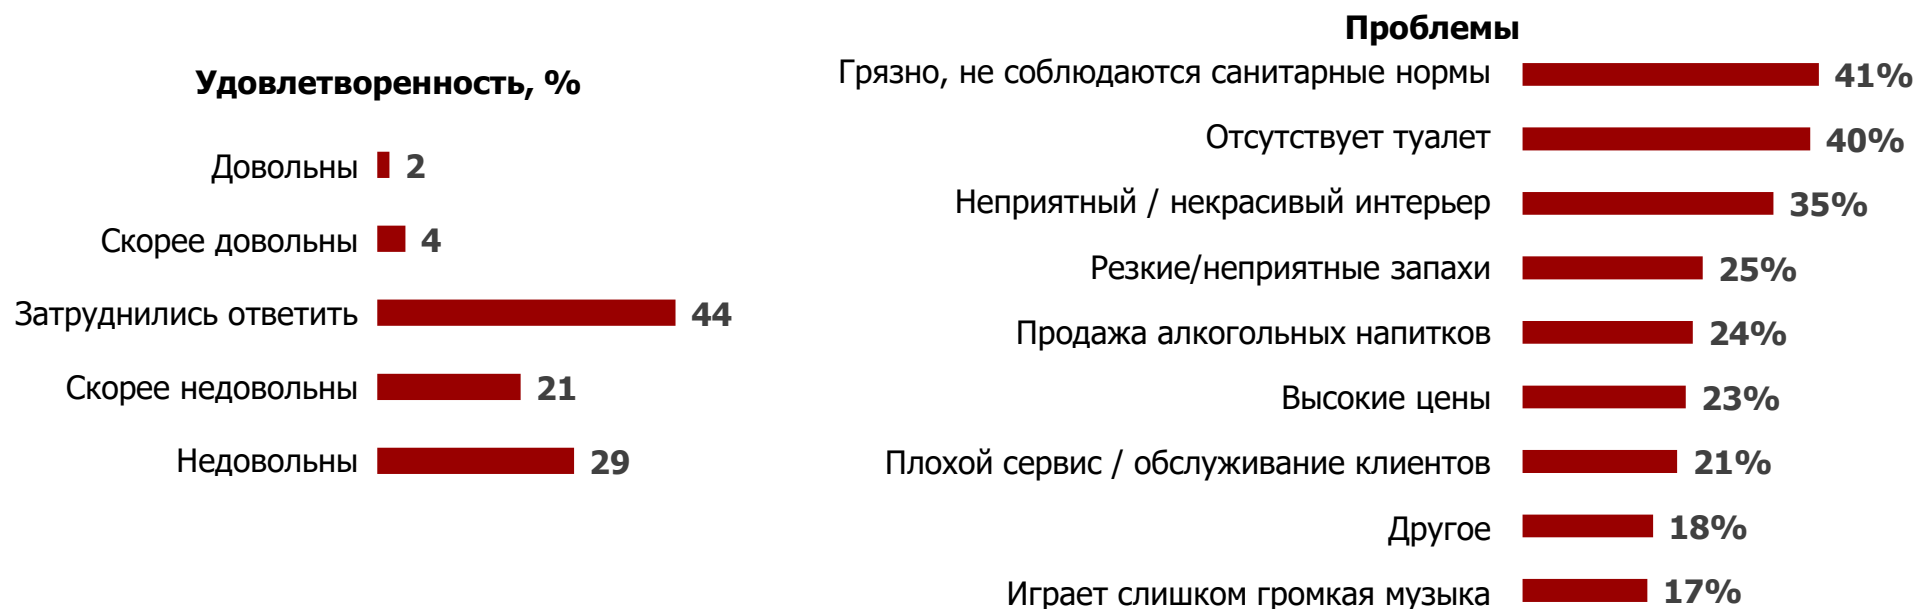 Удовлетворенность, %
Довольны 2
Скорее довольны 4
Затруднились ответить 44
Скорее недовольны 21
Недовольны 29
Проблемы
Грязно, не соблюдаются санитарные нормы 41%
Отсутствует туалет 40%
Неприятный / некрасивый интерьер 35%
Резкие/неприятные запахи 25%
Продажа алкогольных напитков 24%
Высокие цены 23%
Плохой сервис / обслуживание клиентов 21%
Другое 18%
Играет слишком громкая музыка 17%